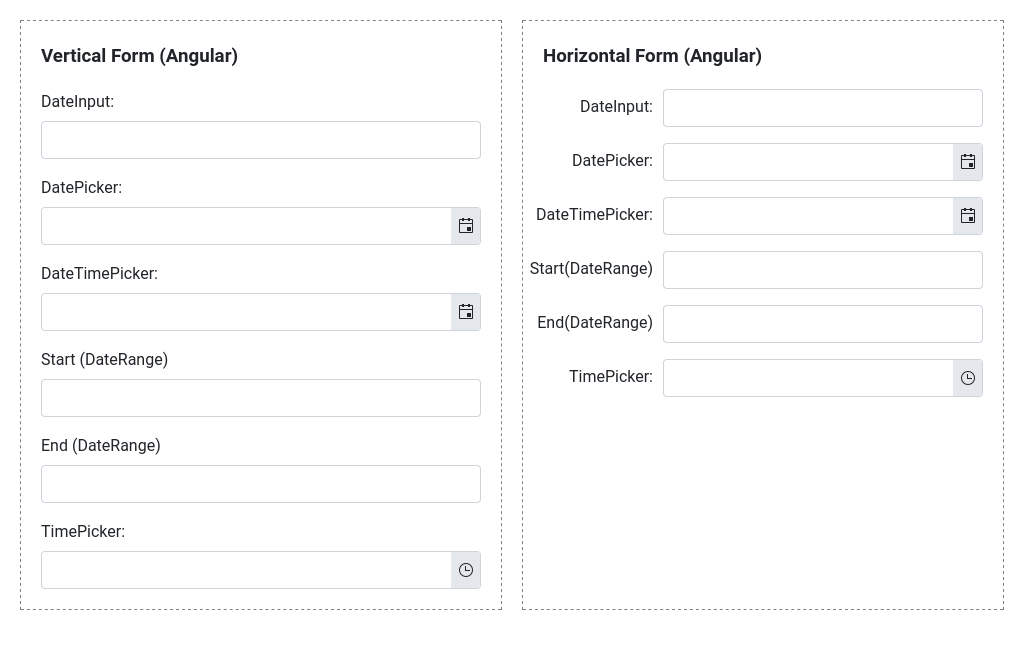 Vertical Form (Angular)
DateInput:
DatePicker:
DateTimePicker:
Start (DateRange)
End (DateRange)
TimePicker:
Horizontal Form (Angular)
DateInput:
DatePicker:
DateTimePicker:
Start(DateRange)
End(DateRange)
TimePicker: